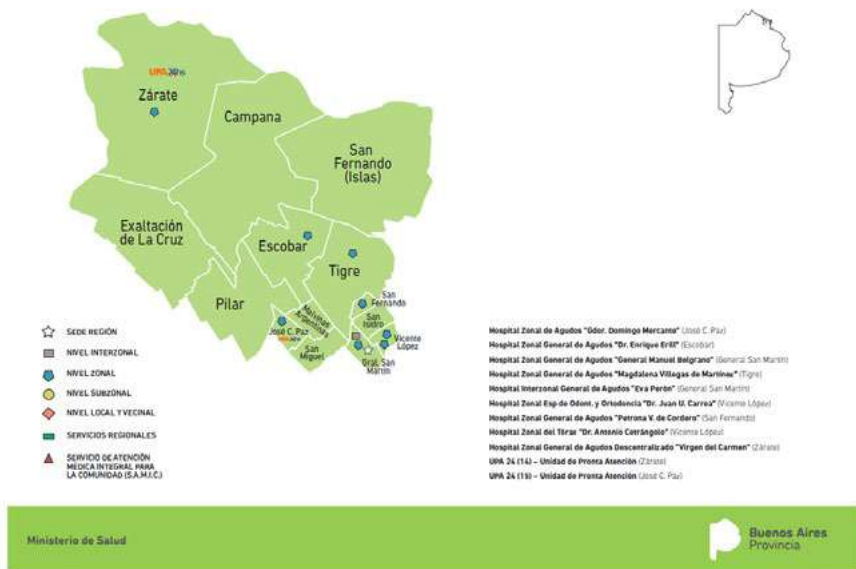 UPA24hs
Zárate
Campana
San
Fernando
(Islas)
Exaltación
de La Cruz
Escobar
Tigre
Pilar
San
Fernando
Malvinas
Argentinas
San
Isidro
José C. Paz
Vicente
López
San
Miguel
Gral. San
Martín
SEDE REGIÓN
NIVEL INTERZONAL
NIVEL ZONAL
NIVEL SUBZONAL
NIVEL LOCAL Y VECINAL
SERVICIOS REGIONALES
SERVICIO DE ATENCIÓN
MÉDICA INTEGRAL PARA
LA COMUNIDAD (S.A.M.I.C.)
Hospital Zonal de Agudos "Gdor. Domingo Mercante" (José C. Paz)
Hospital Zonal General de Agudos "Dr. Enrique Erill" (Escobar)
Hospital Zonal General de Agudos "General Manuel Belgrano" (General San Martín)
Hospital Zonal General de Agudos "Magdalena Villegas de Martínez" (Tigre)
Hospital Interzonal General de Agudos "Eva Perón" (General San Martín)
Hospital Zonal Esp de Odont. y Ortodoncia "Dr. Juan U. Carrea" (Vicente López)
Hospital Zonal General de Agudos "Petrona V. de Cordero" (San Fernando)
Hospital Zonal del Tórax "Dr. Antonio Cetrángolo" (Vicente López)
Hospital Zonal General de Agudos Descentralizado "Virgen del Carmen" (Zárate)
UPA 24 (14) – Unidad de Pronta Atención (Zárate)
UPA 24 (15) – Unidad de Pronta Atención (José C. Paz)
Ministerio de Salud
Buenos Aires
Provincia